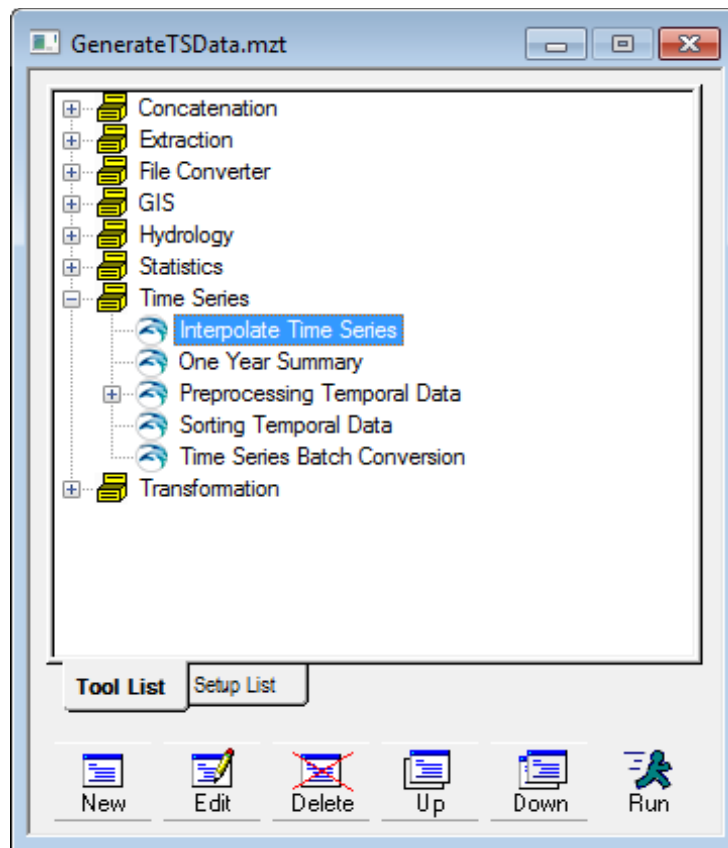 GenerateTSData.mzt
Concatenation
Extraction
File Converter
GIS
Hydrology
Statistics
Time Series
Interpolate Time Series
One Year Summary
Preprocessing Temporal Data
Sorting Temporal Data
Time Series Batch Conversion
Transformation
Tool List Setup List
New Edit Delete Up Down Run